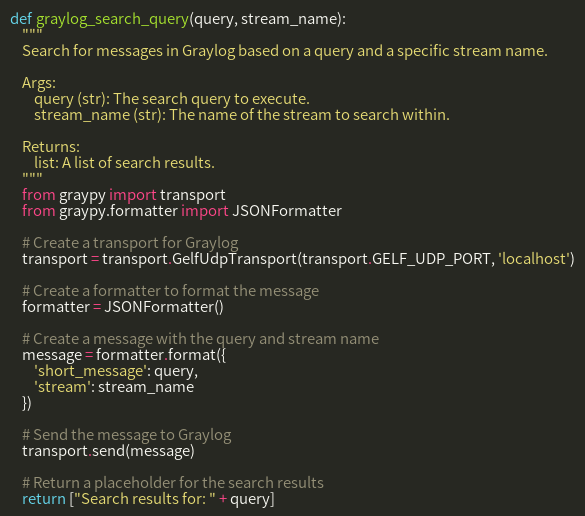 def graylog_search_query(query, stream_name):
    """
    Search for messages in Graylog based on a query and a specific stream name.

    Args:
        query (str): The search query to execute.
        stream_name (str): The name of the stream to search within.

    Returns:
        list: A list of search results.
    """
    from graypy import transport
    from graypy.formatter import JSONFormatter

    # Create a transport for Graylog
    transport = transport.GelfUdpTransport(transport.GELF_UDP_PORT, 'localhost')

    # Create a formatter to format the message
    formatter = JSONFormatter()

    # Create a message with the query and stream name
    message = formatter.format({
        'short_message': query,
        'stream': stream_name
    })

    # Send the message to Graylog
    transport.send(message)

    # Return a placeholder for the search results
    return ["Search results for: " + query]